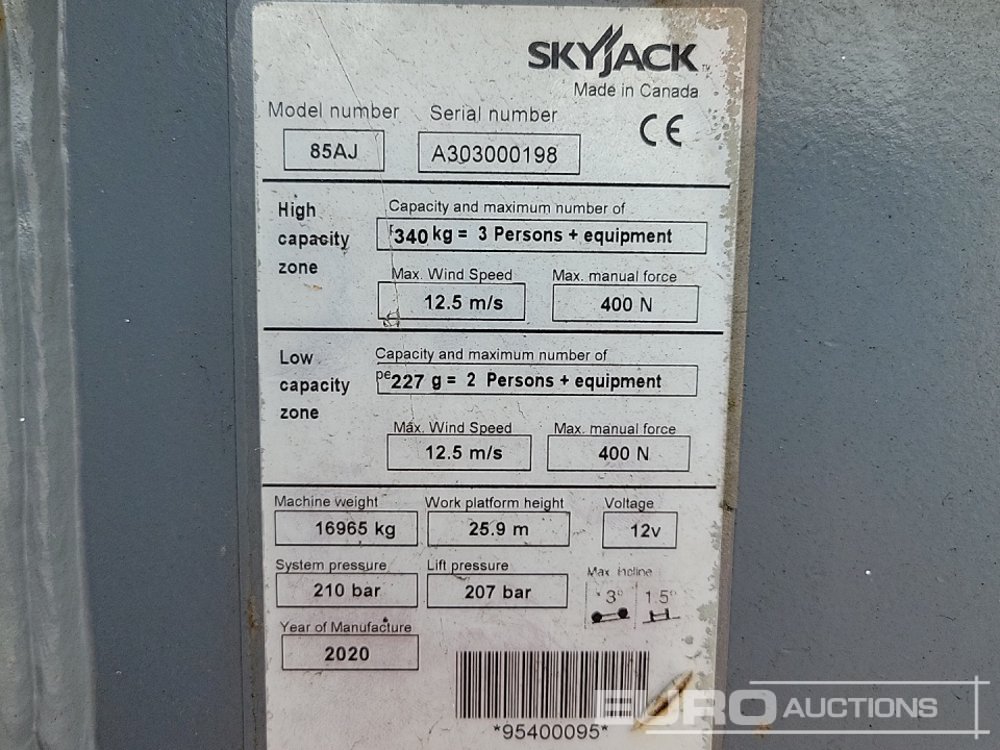 SKYJACK
Made in Canada
Model number Serial number
85AJ A303000198
CE
High capacity zone
Capacity and maximum number of
340 kg = 3 Persons + equipment
Max. Wind Speed Max. manual force
12.5 m/s 400 N
Low capacity zone
Capacity and maximum number of
pe227 g = 2 Persons + equipment
Max. Wind Speed Max. manual force
12.5 m/s 400 N
Machine weight Work platform height Voltage
16965 kg 25.9 m 12v
System pressure Lift pressure Max incline
210 bar 207 bar 3° 1.5°
Year of Manufacture
2020
*95400095*
EURO AUCTIONS